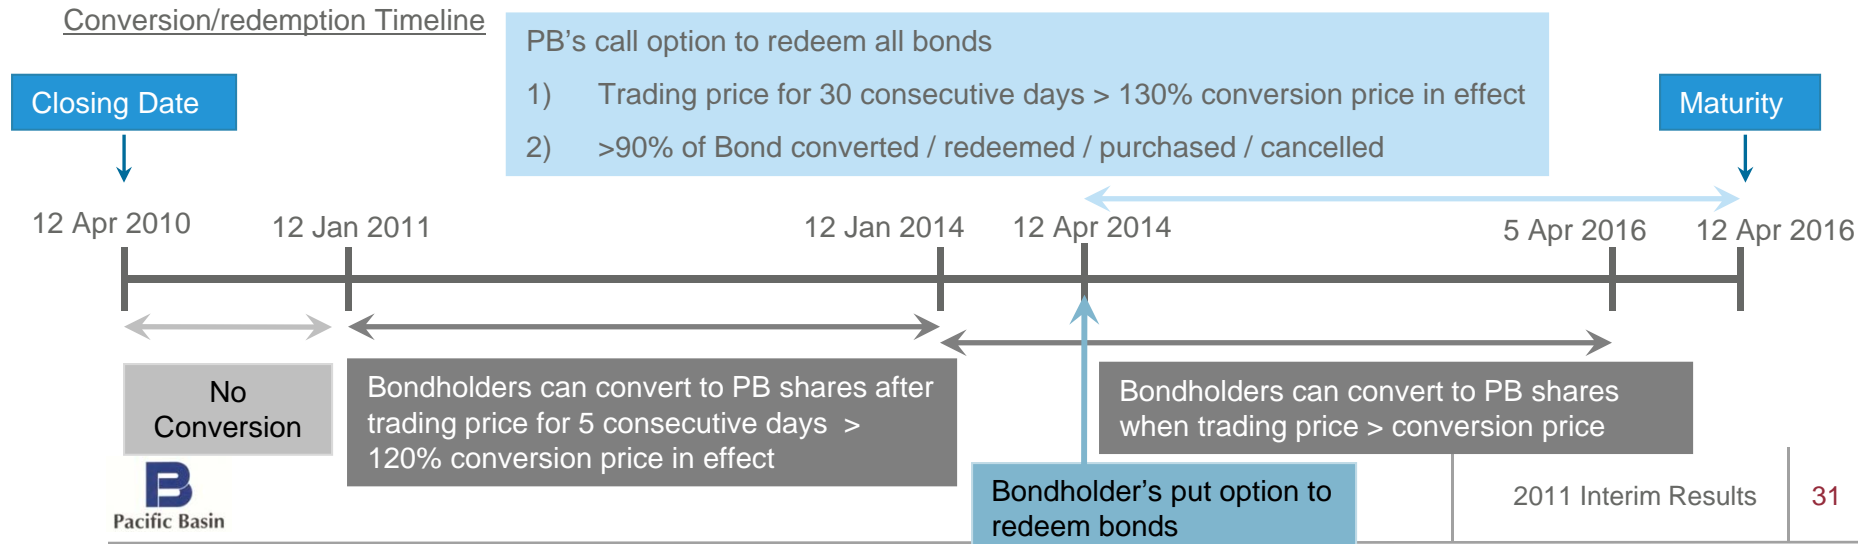 Conversion/redemption Timeline
PB’s call option to redeem all bonds
1) Trading price for 30 consecutive days > 130% conversion price in effect
2) >90% of Bond converted / redeemed / purchased / cancelled
Closing Date
Maturity
12 Apr 2010
12 Jan 2011
12 Jan 2014
12 Apr 2014
5 Apr 2016
12 Apr 2016
No
Conversion
Bondholders can convert to PB shares after
trading price for 5 consecutive days >
120% conversion price in effect
Bondholders can convert to PB shares
when trading price > conversion price
Bondholder’s put option to
redeem bonds
Pacific Basin
2011 Interim Results
31